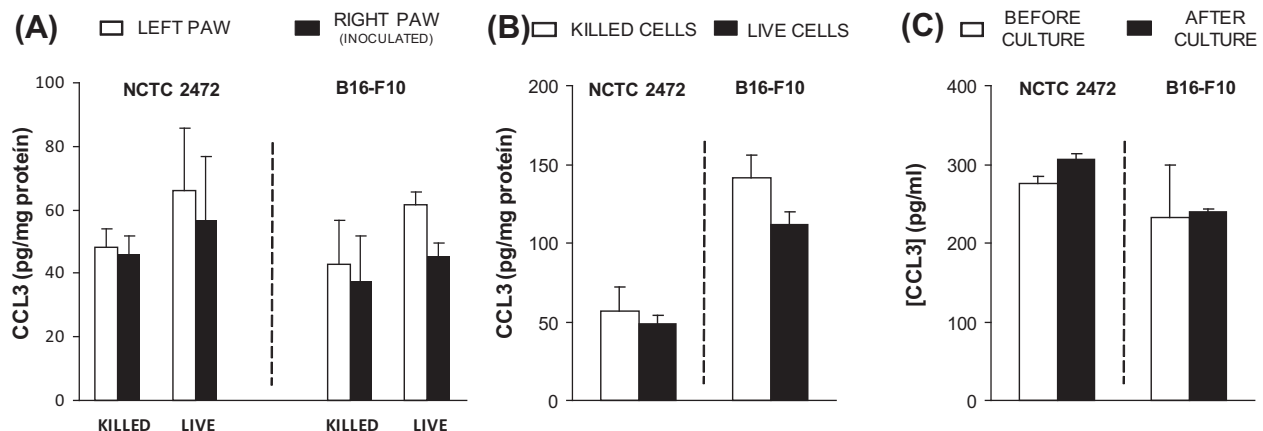 (A) LEFT PAW RIGHT PAW
(INOCULATED)
NCTC 2472 B16-F10
CCL3 (pg/mg protein)
100
80
60
40
20
0
KILLED LIVE KILLED LIVE
(B) KILLED CELLS LIVE CELLS
NCTC 2472 B16-F10
CCL3 (pg/mg protein)
200
150
100
50
0
(C) BEFORE CULTURE AFTER CULTURE
NCTC 2472 B16-F10
[CCL3] (pg/ml)
400
300
200
300
0